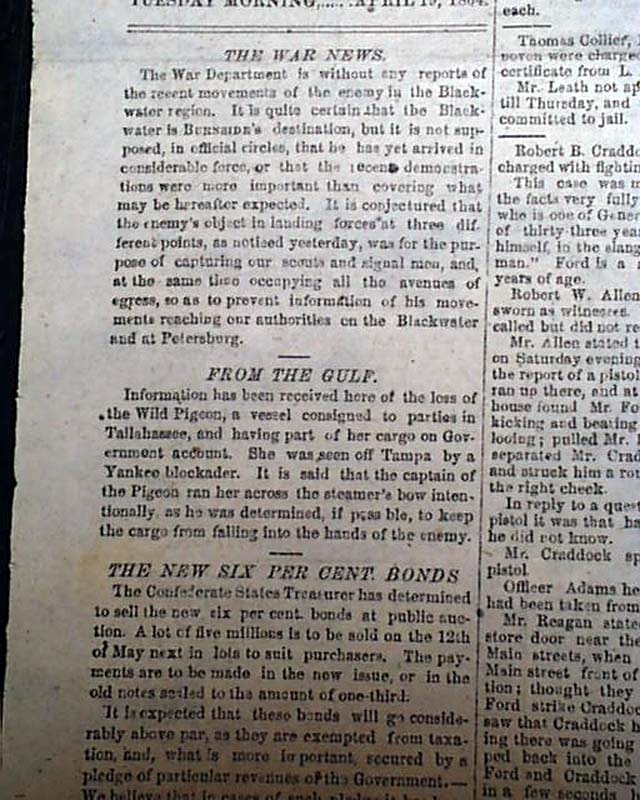 TUESDAY MORNING,..... APRIL 19, 1864.
THE WAR NEWS.
The War Department is without any reports of
the recent movements of the enemy in the Black-
water region. It is quite certain that the Black-
water is BURNSIDE'S destination, but it is not sup-
posed, in official circles, that he has yet arrived in
considerable force, or that the recent demonstra-
tions were more important than covering what
may be hereafter expected. It is conjectured that
the enemy's object in landing forces at three dif-
ferent points, as noticed yesterday, was for the pur-
pose of capturing our scouts and signal men, and,
at the same time occupying all the avenues of
egress, so as to prevent information of his move-
ments reaching our authorities on the Blackwater
and at Petersburg.
FROM THE GULF.
Information has been received here of the loss of
the Wild Pigeon, a vessel consigned to parties in
Tallahassee, and having part of her cargo on Gov-
ernment account. She was seen off Tampa by a
Yankee blockader. It is said that the captain of
the Pigeon ran her across the steamer's bow inten-
tionally, as he was determined, if possible, to keep
the cargo from falling into the hands of the enemy.
THE NEW SIX PER CENT. BONDS
The Confederate States Treasurer has determined
to sell the new six per cent. bonds at public auc-
tion. A lot of five millions is to be sold on the 12th
of May next in lots to suit purchasers. The pay-
ments are to be made in the new issue, or in the
old notes scaled to the amount of one-third.
It is expected that these bonds will go conside-
rably above par, as they are exempted from taxa-
tion, and, what is more important, secured by a
pledge of particular revenues of the Government.—
We believe that in cases of such pledge it
each.
Thomas Collier,
were charged
certificate from L.
Mr. Leath not
till Thursday, and
committed to jail.
Robert B. Craddo
charged with fightin
This case was
the facts very fully
who is one of Gener
of thirty-three year
himself, in the slang
man." Ford is a
years of age.
Robert W. Allen
sworn as witnesses.
called but did not re
Mr. Allen stated t
on Saturday evening
the report of a pistol
ran up there, and at
house found Mr. Fo
kicking and beating
looing; pulled Mr.
separated Mr. Crad
and struck him a
the right cheek.
In reply to a quest
pistol it was that ha
he did not know.
Mr. Craddock sp
pistol.
Officer Adams he
had been taken from
Mr. Reagan state
store door near the
Main streets, when
Main street front of
tion; thought they
Ford strike Craddoc
saw that Craddock h
ing there was going
ped back into the
Ford and Craddock
in a few seconds